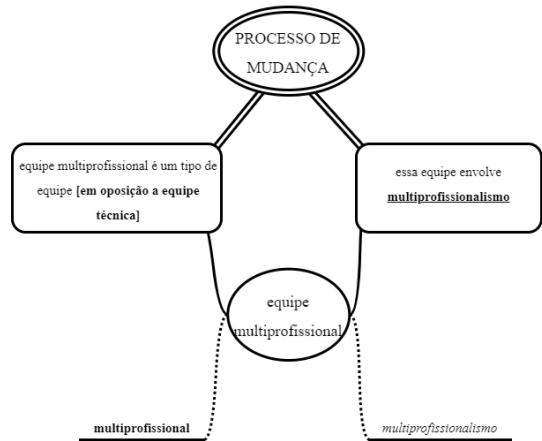 PROCESSO DE
MUDANÇA
equipe multiprofissional é um tipo de
equipe [em oposição a equipe
técnica]
essa equipe envolve
multiprofissionalismo
equipe
multiprofissional
multiprofissional
multiprofissionalismo